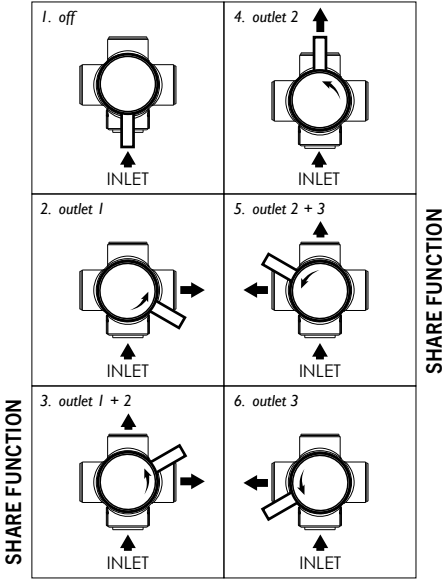 1. off
INLET
2. outlet 1
INLET
3. outlet 1 + 2
INLET
SHARE FUNCTION
4. outlet 2
INLET
5. outlet 2 + 3
INLET
SHARE FUNCTION
6. outlet 3
INLET